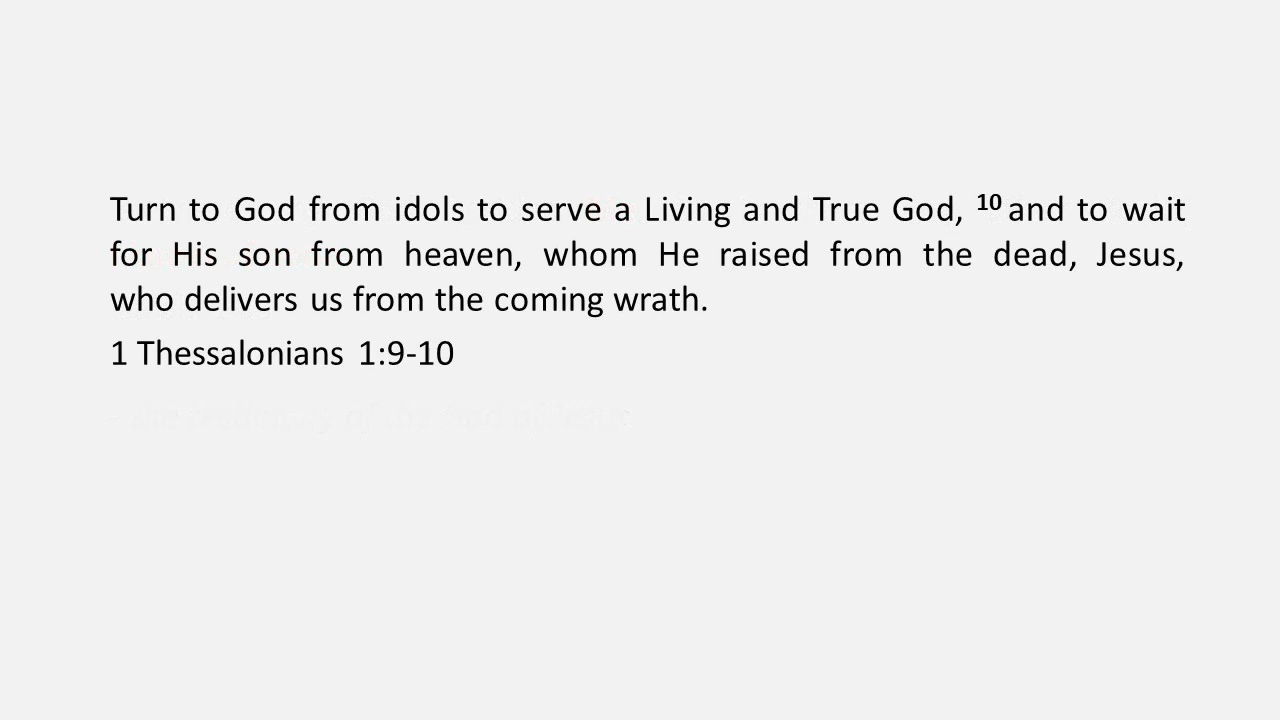 Turn to God from idols to serve a Living and True God, ¹⁰ and to wait
for His son from heaven, whom He raised from the dead, Jesus,
who delivers us from the coming wrath.
1 Thessalonians 1:9-10